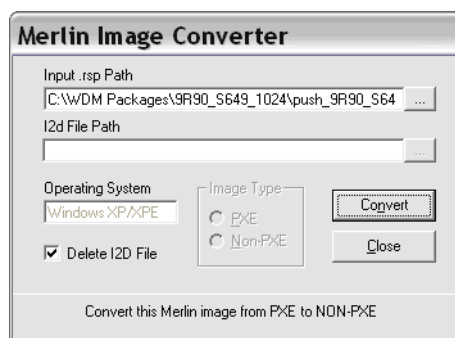 Merlin Image Converter
Input .rsp Path
C:\WDM Packages\9R90_S649_1024\push_9R90_S64
...
I2d File Path
...
Operating System
Windows XP/XPE
Image Type
PXE
Non-PXE
Convert
Delete I2D File
Close
Convert this Merlin image from PXE to NON-PXE